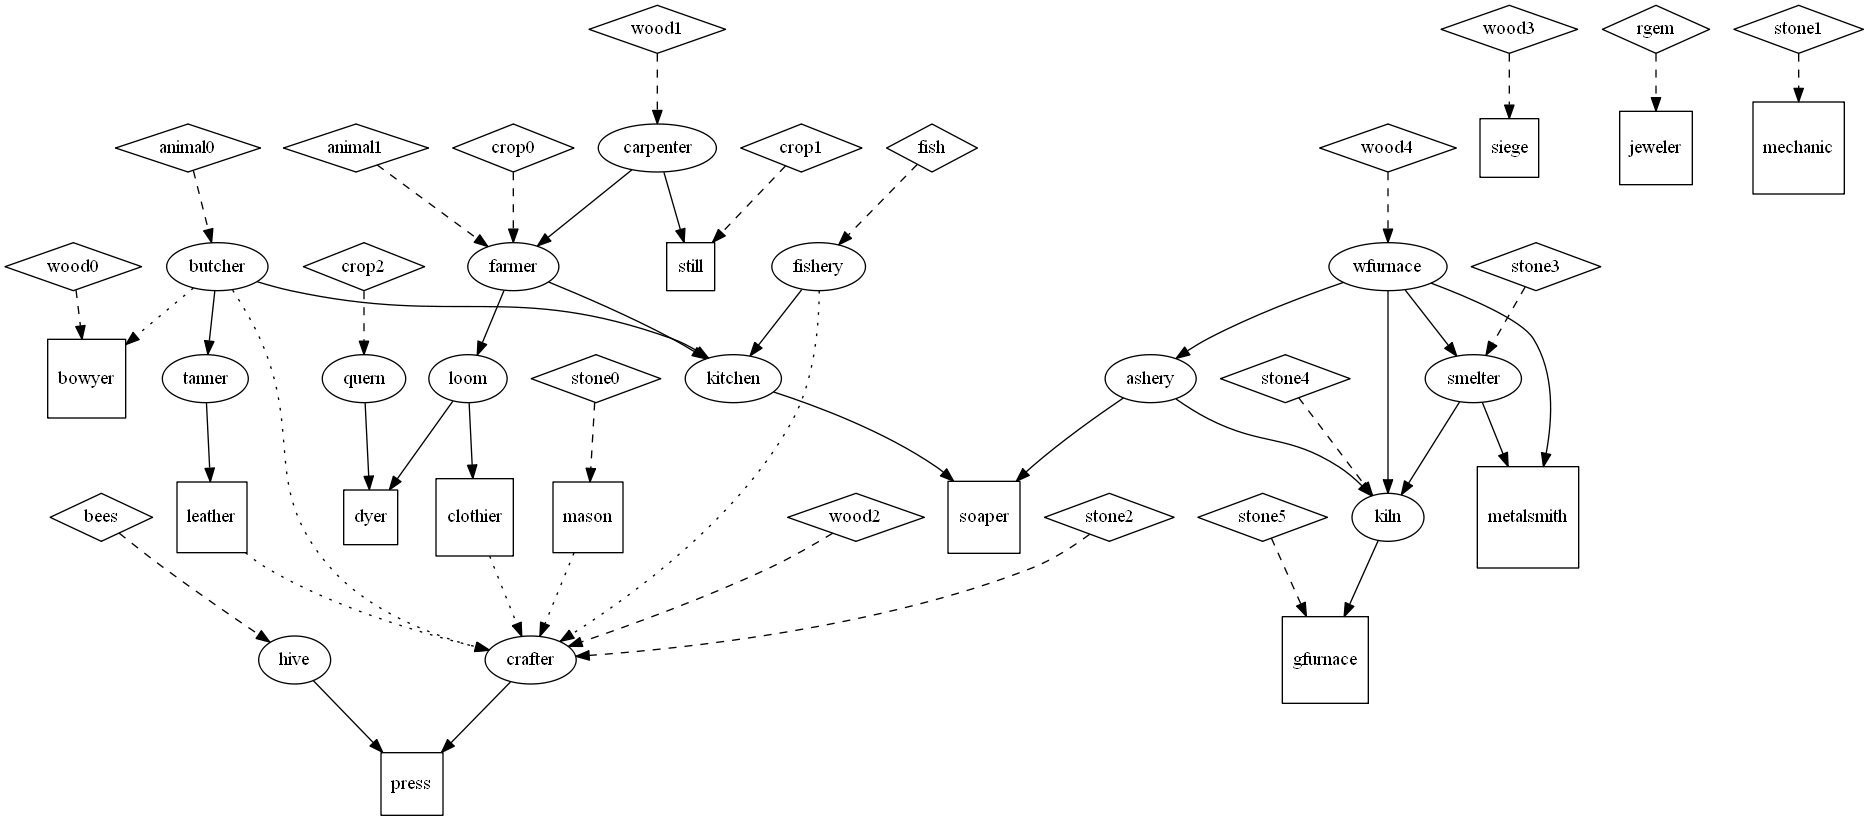 wood1
wood3
rgem
stone1
animal0
animal1
crop0
carpenter
crop1
fish
wood4
siege
jeweler
mechanic
wood0
butcher
crop2
farmer
still
fishery
wfurnace
stone3
bowyer
tanner
quern
loom
stone0
kitchen
ashery
stone4
smelter
bees
leather
dyer
clothier
mason
wood2
soaper
stone2
stone5
kiln
metalsmith
hive
crafter
gfurnace
press